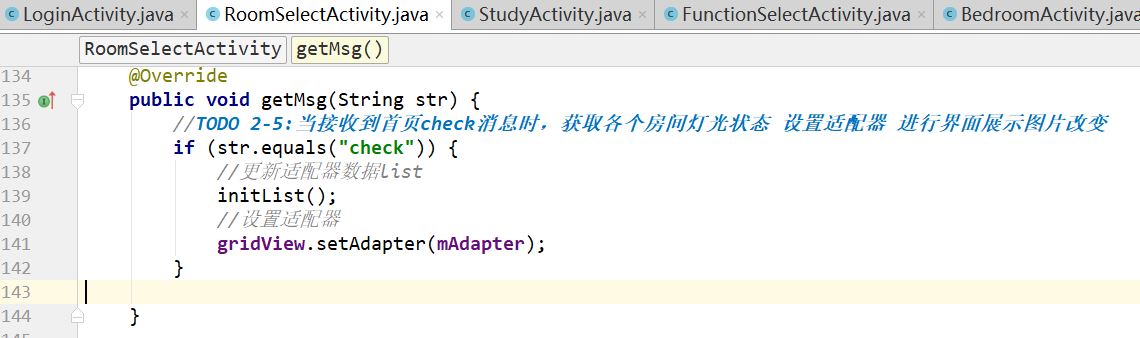 LoginActivity.java × RoomSelectActivity.java × StudyActivity.java × FunctionSelectActivity.java × BedroomActivity.java
RoomSelectActivity getMsg()
134 @Override
135 public void getMsg(String str) {
136 //TODO 2-5:当接收到首页check消息时，获取各个房间灯光状态 设置适配器 进行界面展示图片改变
137 if (str.equals("check")) {
138 //更新适配器数据list
139 initList();
140 //设置适配器
141 gridView.setAdapter(mAdapter);
142 }
143
144 }